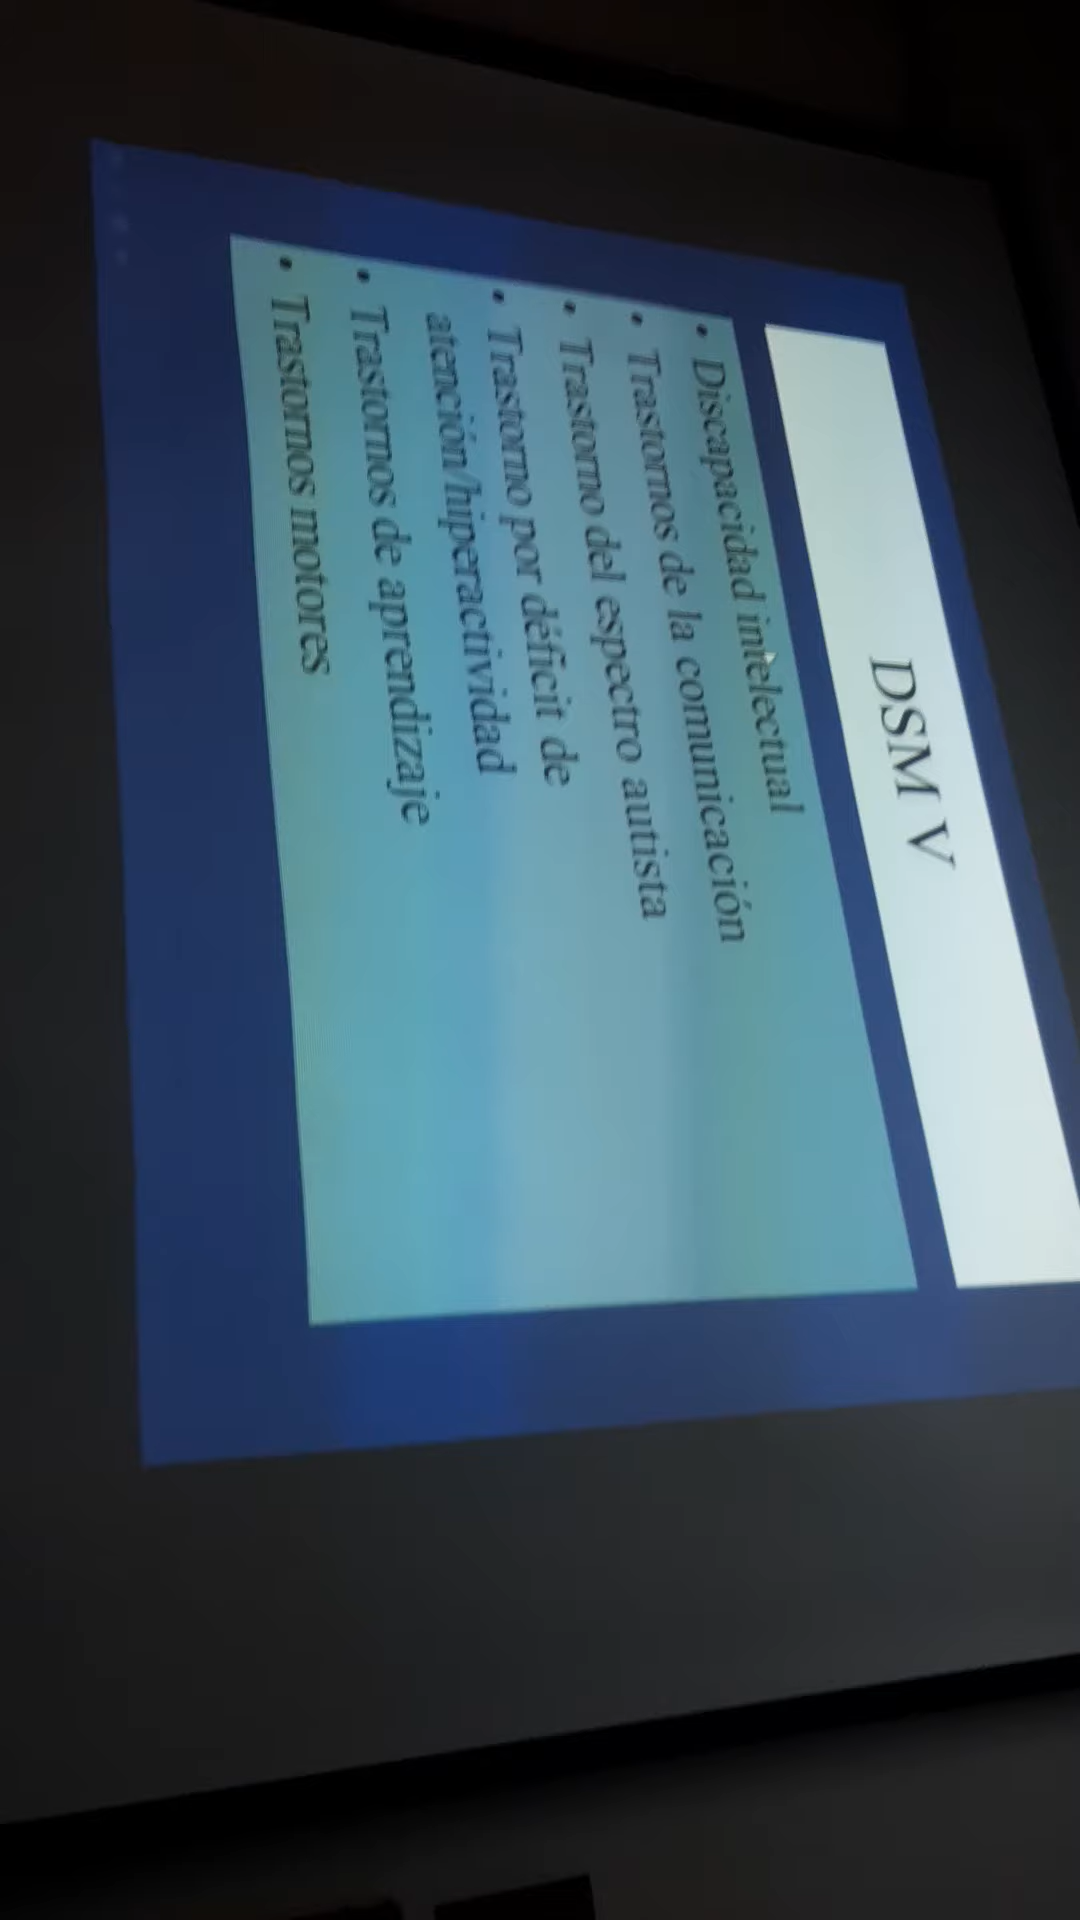 DSM V
• Discapacidad intelectual
• Trastornos de la comunicación
• Trastorno del espectro autista
• Trastorno por déficit de
atención/hiperactividad
• Trastornos de aprendizaje
• Trastornos motores